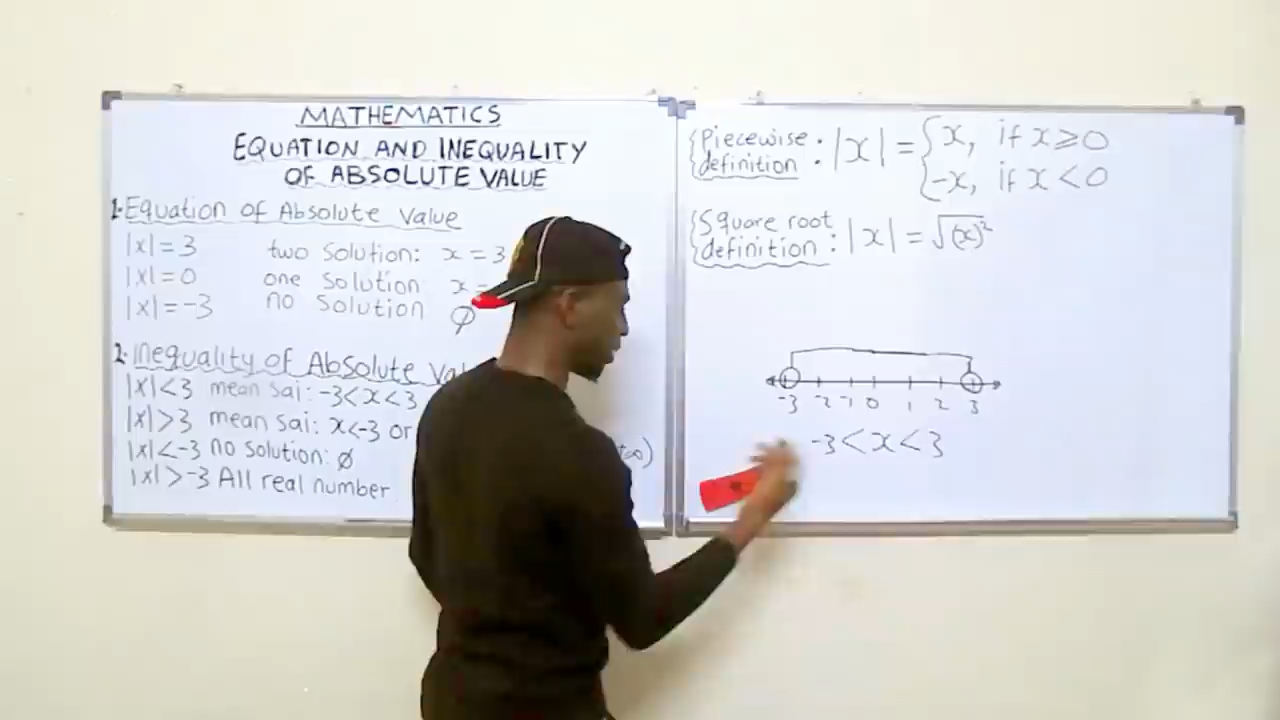 MATHEMATICS
EQUATION AND INEQUALITY
OF ABSOLUTE VALUE
1. Equation of Absolute Value
|x| = 3 two solution: x = 3
|x| = 0 one solution x =
|x| = -3 no solution ∅
2. Inequality of Absolute
|x| < 3 mean sai: -3 < x < 3
|x| > 3 mean sai: x < -3 or
|x| < -3 no solution: ∅ +∞)
|x| > -3 All real number
Piecewise definition: |x| = { x, if x ⩾ 0
-x, if x < 0
Square root
definition: |x| = √(x)²
-3 -2 -1 0 1 2 3
-3 < x < 3